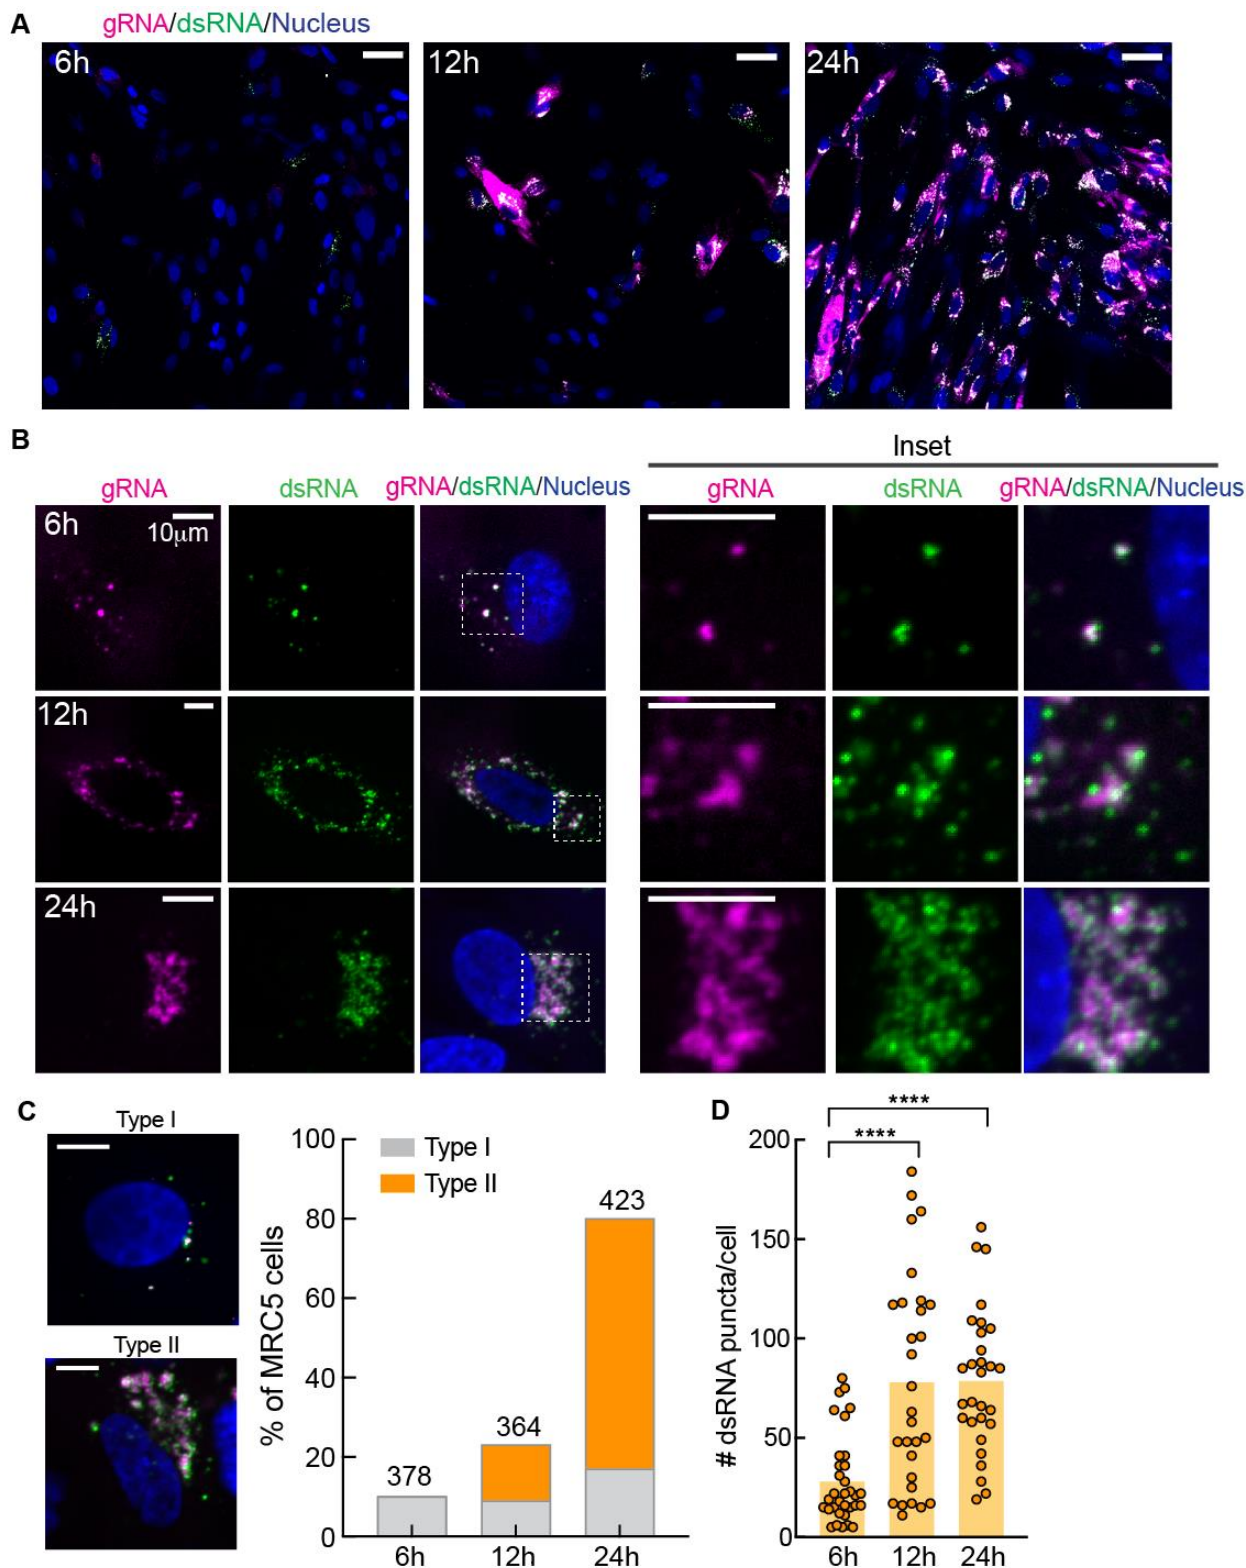 A
gRNA/dsRNA/Nucleus
6h
12h
24h
B
Inset
gRNA
dsRNA
gRNA/dsRNA/Nucleus
gRNA
dsRNA
gRNA/dsRNA/Nucleus
6h
10μm
12h
24h
C
Type I
Type II
% of MRC5 cells
100
80
60
40
20
0
Type I
Type II
378
364
423
6h
12h
24h
D
****
****
# dsRNA puncta/cell
200
150
100
50
0
6h
12h
24h